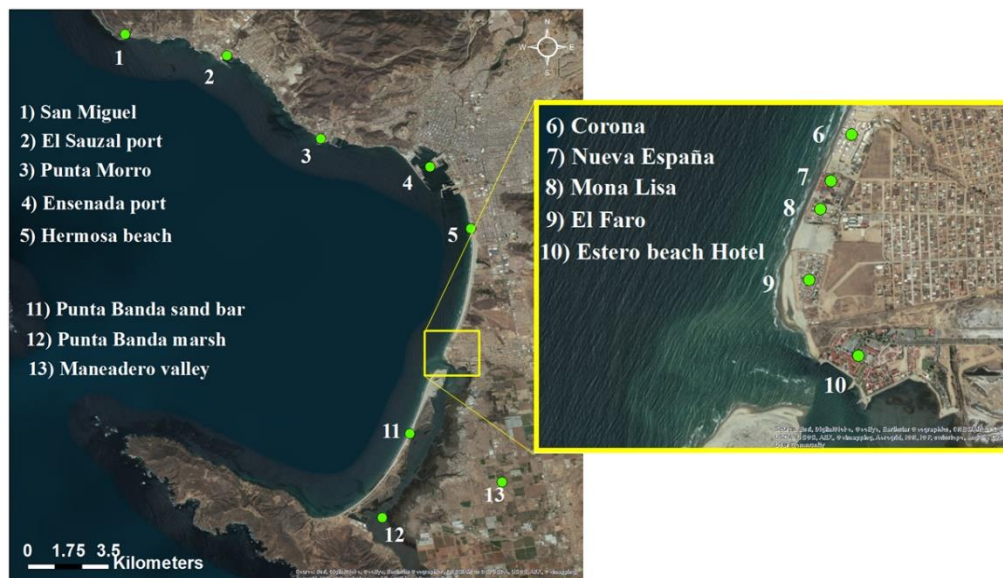 N
W E
S
1
2
3
4
5
1) San Miguel
2) El Sauzal port
3) Punta Morro
4) Ensenada port
5) Hermosa beach
11) Punta Banda sand bar
12) Punta Banda marsh
13) Maneadero valley
11
12
13
0 1.75 3.5
Kilometers
6) Corona
7) Nueva España
8) Mona Lisa
9) El Faro
10) Estero beach Hotel
6
7
8
9
10